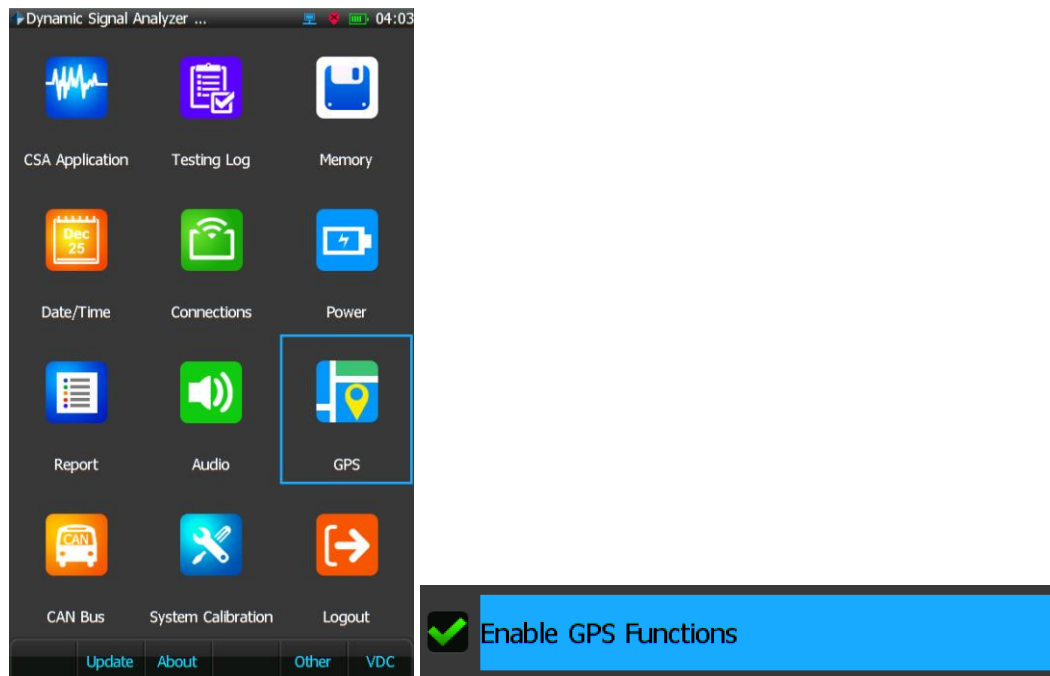 Dynamic Signal Analyzer ... 04:03
CSA Application Testing Log Memory
Dec
25
Date/Time Connections Power
Report Audio GPS
CAN
CAN Bus System Calibration Logout
Update About Other VDC
Enable GPS Functions